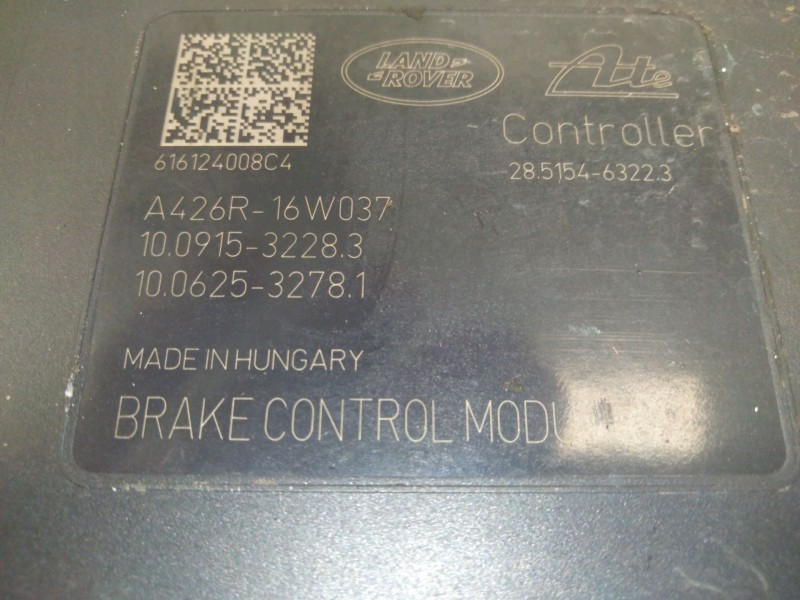 LAND
ROVER
Ate
Controller
28.5154-6322.3
616124008C4
A426R-16W037
10.0915-3228.3
10.0625-3278.1
MADE IN HUNGARY
BRAKE CONTROL